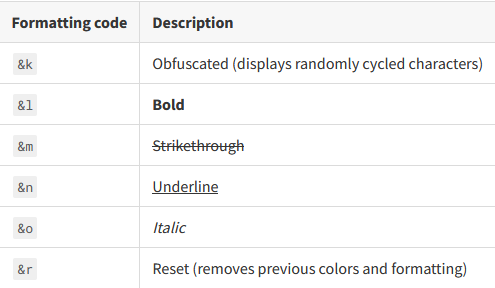 Formatting code Description
&k Obfuscated (displays randomly cycled characters)
&l Bold
&m Strikethrough
&n Underline
&o Italic
&r Reset (removes previous colors and formatting)